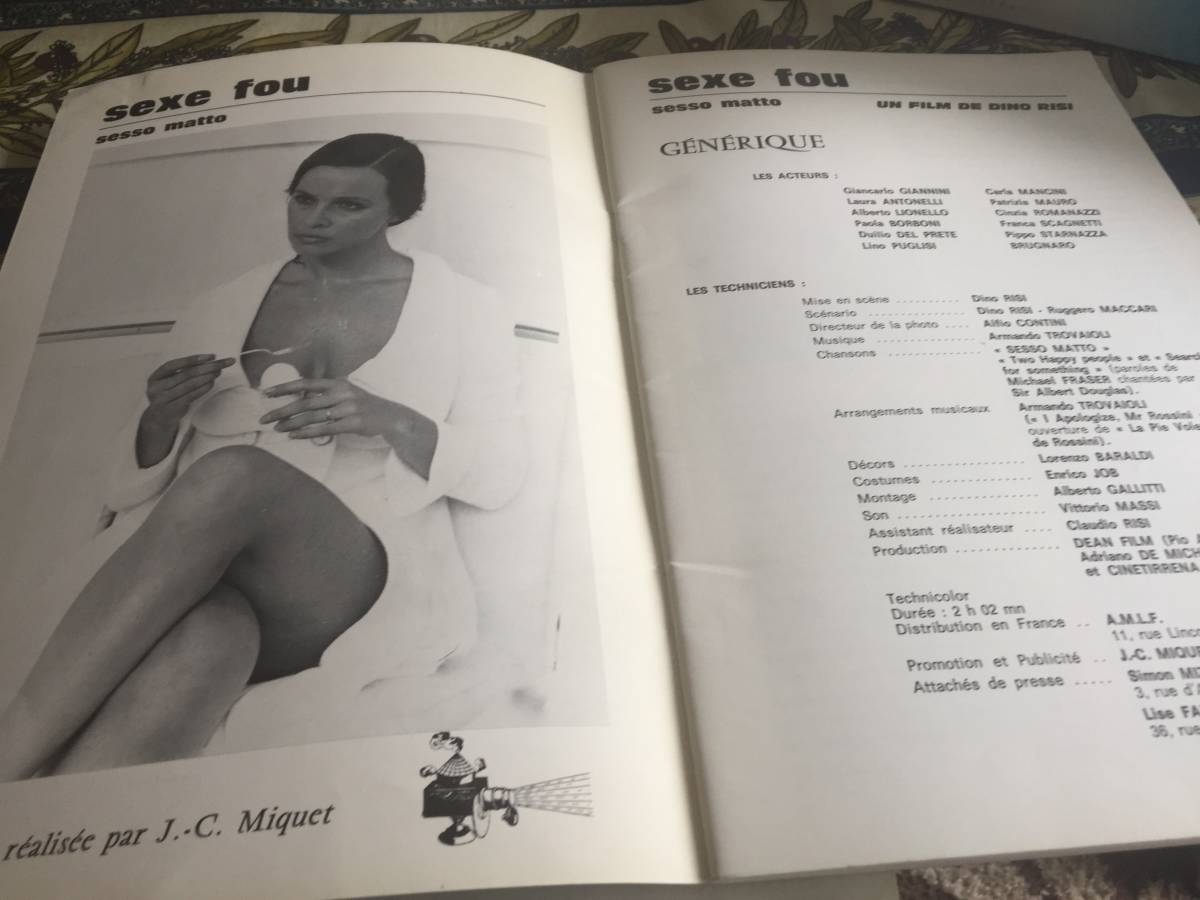 sexe fou
sesso matto
réalisée par J.-C. Miquet
sexe fou
sesso matto UN FILM DE DINO RISI
GÉNÉRIQUE
LES ACTEURS :
Giancarlo GIANNINI Carla MANCINI
Laura ANTONELLI Patrizia MAURO
Alberto LIONELLO Cinzia ROMANAZZI
Paola BORBONI Franca SCAGNETTI
Duilio DEL PRETE Pippo STARNAZZA
Lino PUGLISI BRUGNARO
LES TECHNICIENS :
Mise en scène .......... Dino RISI
Scénario ............... Dino RISI - Ruggero MACCARI
Directeur de la photo .... Alfio CONTINI
Musique ............... Armando TROVAIOLI
Chansons .............. « SESSO MATTO »
« Two Happy people » et « Search
for something » (paroles de
Michael FRASER chantées par
Sir Albert Douglas).
Arrangements musicaux Armando TROVAIOLI
(« I Apologize, Mr Rossini
ouverture de « La Pie Vole
de Rossini).
Décors ................. Lorenzo BARALDI
Costumes .............. Enrico JOB
Montage ............... Alberto GALLITTI
Son .................... Vittorio MASSI
Assistant réalisateur .... Claudio RISI
Production .............. DEAN FILM (Pio
Adriano DE MICH
et CINETIRRENA
Technicolor
Durée : 2 h 02 mn
Distribution en France .. A.M.L.F.
11, rue Linco
Promotion et Publicité .. J.-C. MIQUE
Attachés de presse ..... Simon MI
3, rue d'
Lise FA
36, rue